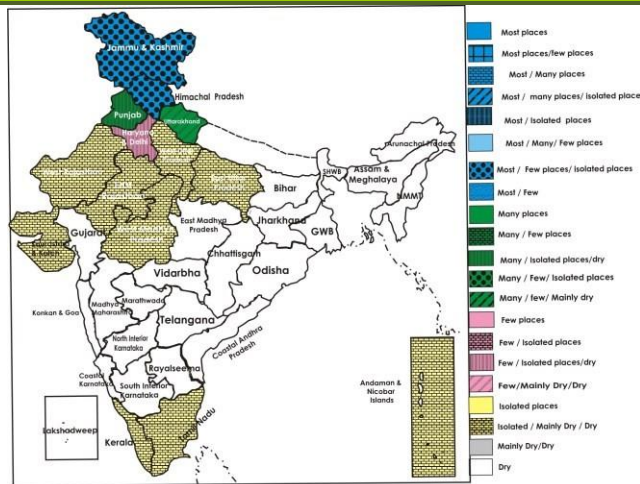 Jammu & Kashmir
Himachal Pradesh
Punjab
Uttarakhand
Haryana
& Delhi
Arunachal Pradesh
SHWB
Assam &
Meghalaya
NMMT
Bihar
East Madhya
Pradesh
Jharkhand
GWB
Gujarat
Chhattisgarh
Odisha
Vidarbha
Konkan & Goa
Madhya
Maharashtra
Marathwada
Telangana
North Interior
Karnataka
Coastal Andhra
Pradesh
Rayalseema
Coastal
Karnataka
South Interior
Karnataka
Andaman &
Nicobar
Islands
Lakshadweep
Kerala
Tamil Nadu
Most places
Most places/few places
Most / Many places
Most / many places/isolated places
Most / Isolated places
Most / Many/ Few places
Most / Few places/isolated places
Most / Few
Many places
Many / Few places
Many / Isolated places/dry
Many / Few/ Isolated places
Many / few/ Mainly dry
Few places
Few / Isolated places
Few / Isolated places/dry
Few/Mainly Dry/Dry
Isolated places
Isolated / Mainly Dry / Dry
Mainly Dry/Dry
Dry